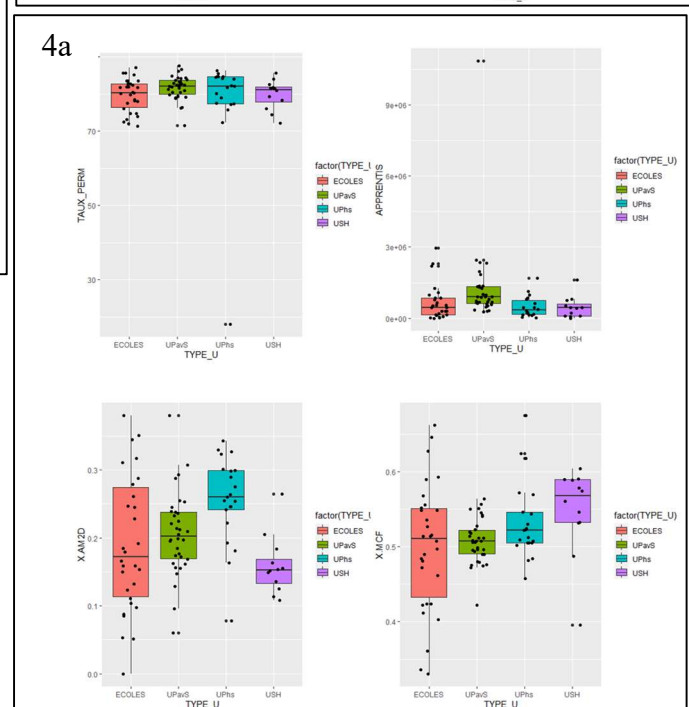 4a
TAUX_PERM
70
50
30
ECOLES UPavS UPhs USH
TYPE_U
factor(TYPE_U
ECOLES
UPavS
UPhs
USH
APPRENTIS
9e+06
6e+06
3e+06
0e+00
ECOLES UPavS UPhs USH
TYPE_U
factor(TYPE_U)
ECOLES
UPavS
UPhs
USH
X.AM2D
0.3
0.2
0.1
0.0
ECOLES UPavS UPhs USH
TYPE_U
factor(TYPE_U
ECOLES
UPavS
UPhs
USH
X.MCF
0.6
0.5
0.4
ECOLES UPavS UPhs USH
TYPE_U
factor(TYPE_U)
ECOLES
UPavS
UPhs
USH